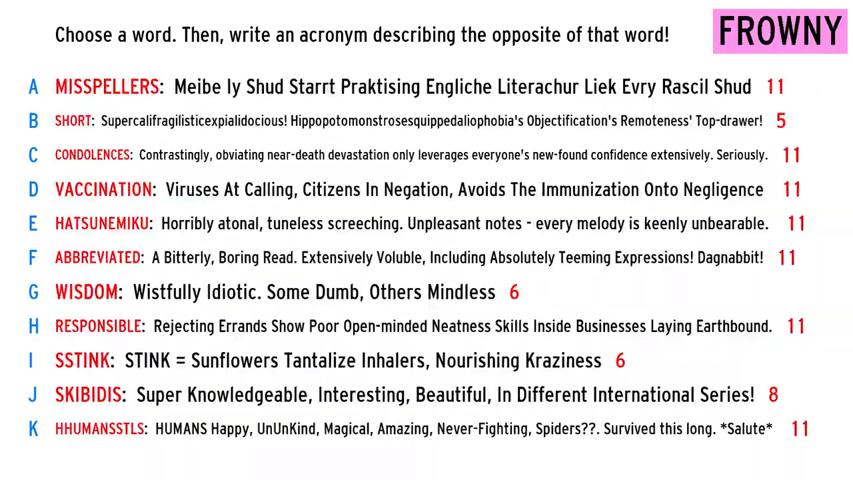 Choose a word. Then, write an acronym describing the opposite of that word!
FROWNY
A MISSPELLERS: Meibe Iy Shud Starrt Praktising Engliche Literachur Liek Evry Rascil Shud 11
B SHORT: Supercalifragilisticexpialidocious! Hippopotomonstrosesquippedaliophobia's Objectification's Remoteness' Top-drawer! 5
C CONDOLENCES: Contrastingly, obviating near-death devastation only leverages everyone's new-found confidence extensively. Seriously. 11
D VACCINATION: Viruses At Calling, Citizens In Negation, Avoids The Immunization Onto Negligence 11
E HATSUNEMIKU: Horribly atonal, tuneless screeching. Unpleasant notes - every melody is keenly unbearable. 11
F ABBREVIATED: A Bitterly, Boring Read. Extensively Voluble, Including Absolutely Teeming Expressions! Dagnabbit! 11
G WISDOM: Wistfully Idiotic. Some Dumb, Others Mindless 6
H RESPONSIBLE: Rejecting Errands Show Poor Open-minded Neatness Skills Inside Businesses Laying Earthbound. 11
I SSTINK: STINK = Sunflowers Tantalize Inhalers, Nourishing Kraziness 6
J SKIBIDIS: Super Knowledgeable, Interesting, Beautiful, In Different International Series! 8
K HHUMANSSTLS: HUMANS Happy, UnUnKind, Magical, Amazing, Never-Fighting, Spiders??. Survived this long. *Salute* 11